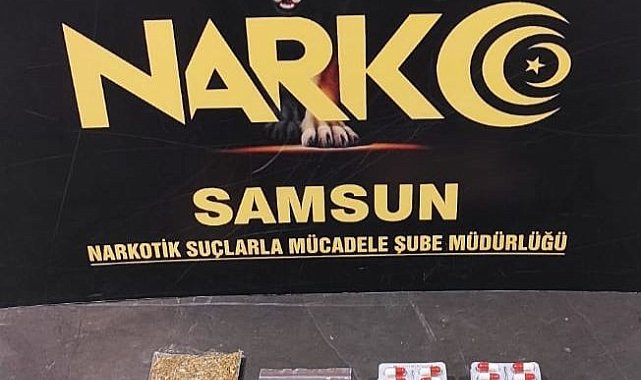 NARKO
SAMSUN
NARKOTİK SUÇLARLA MÜCADELE ŞUBE MÜDÜRLÜĞÜ